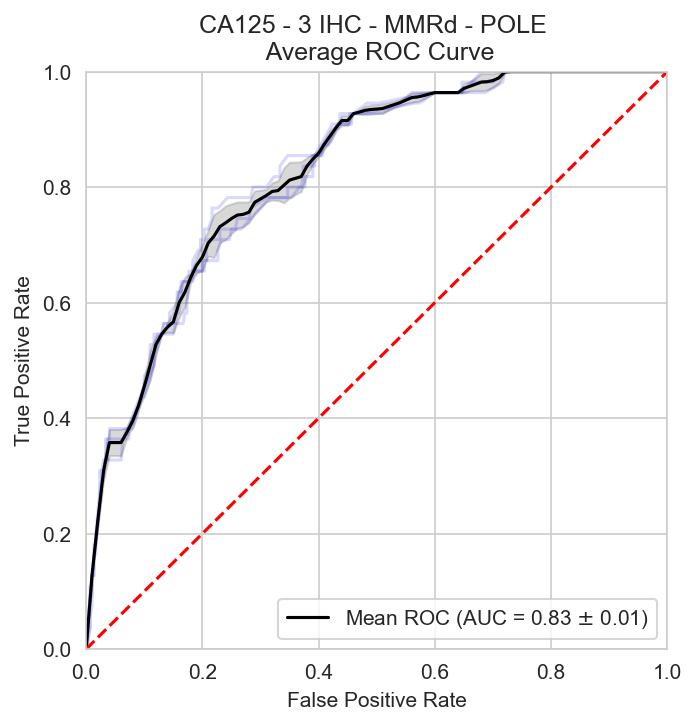 CA125 - 3 IHC - MMRd - POLE
Average ROC Curve
1.0
0.8
0.6
0.4
0.2
0.0
True Positive Rate
Mean ROC (AUC = 0.83 ± 0.01)
0.0 0.2 0.4 0.6 0.8 1.0
False Positive Rate